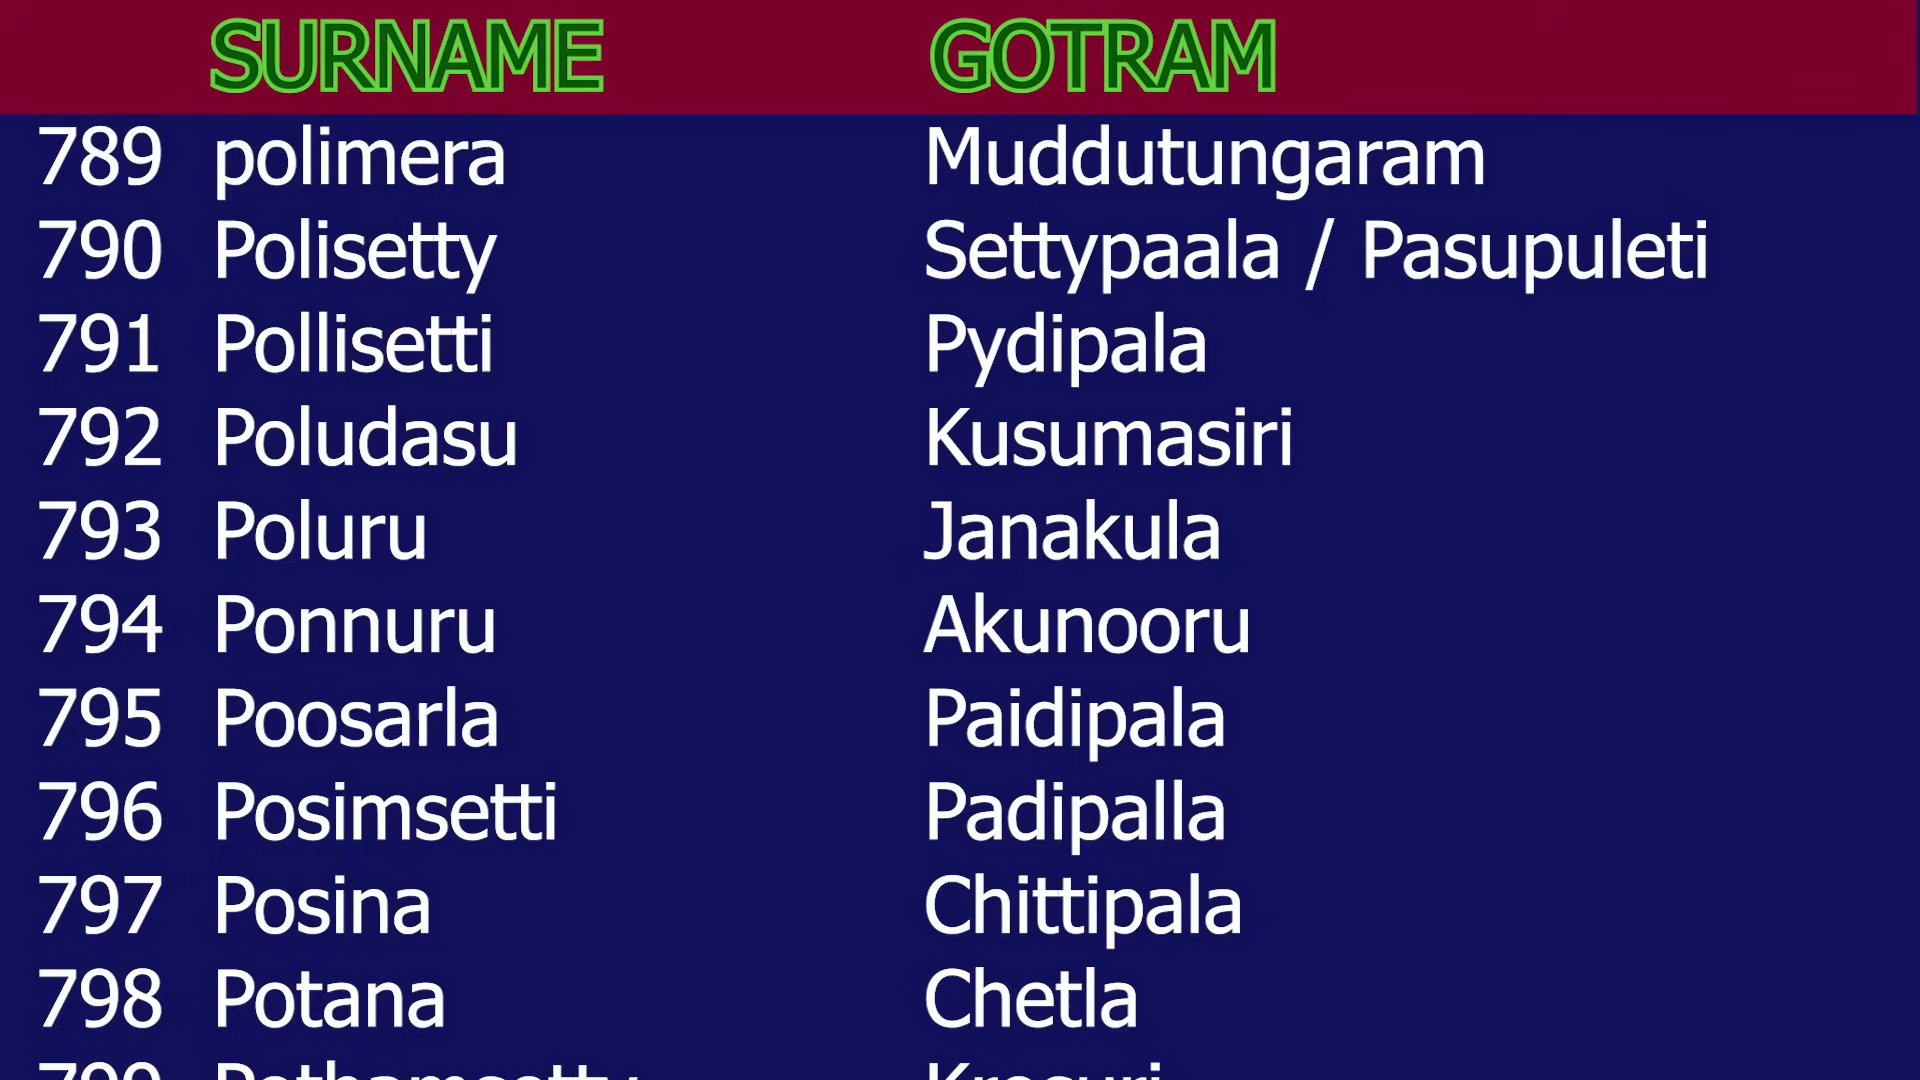 SURNAME GOTRAM
789 polimera Muddutungaram
790 Polisetty Settypaala / Pasupuleti
791 Pollisetti Pydipala
792 Poludasu Kusumasiri
793 Poluru Janakula
794 Ponnuru Akunooru
795 Poosarla Paidipala
796 Posimsetti Padipalla
797 Posina Chittipala
798 Potana Chetla
799